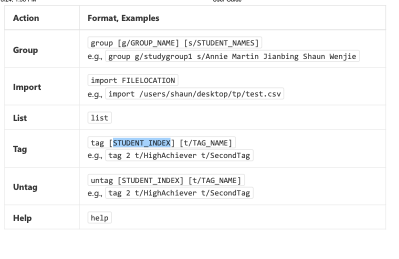 User Guide
Action Format, Examples
Group
group [g/GROUP_NAME] [s/STUDENT_NAMES]
e.g., group g/studygroup1 s/Annie Martin Jianbing Shaun Wenjie
Import
import FILELOCATION
e.g., import /users/shaun/desktop/tp/test.csv
List
list
Tag
tag [STUDENT_INDEX] [t/TAG_NAME]
e.g., tag 2 t/HighAchiever t/SecondTag
Untag
untag [STUDENT_INDEX] [t/TAG_NAME]
e.g., tag 2 t/HighAchiever t/SecondTag
Help
help